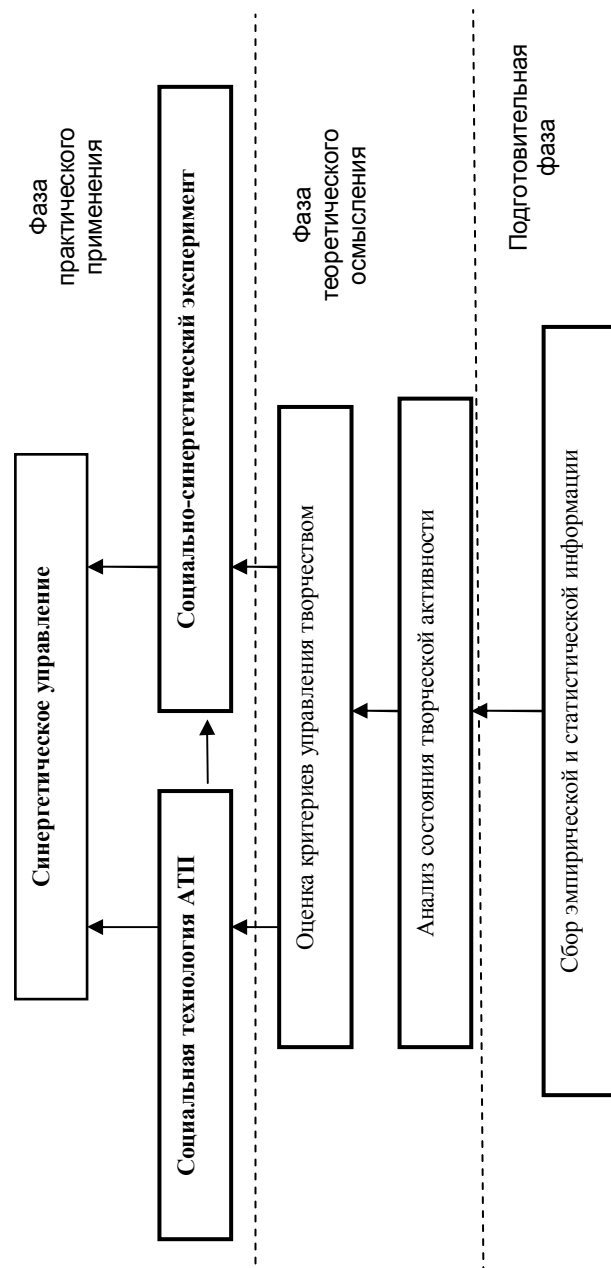 Фаза
практического
применения
Синергетическое управление
Социальная технология АТП
Социально-синергетический эксперимент
Фаза
теоретического
осмысления
Оценка критериев управления творчеством
Анализ состояния творческой активности
Подготовительная
фаза
Сбор эмпирической и статистической информации